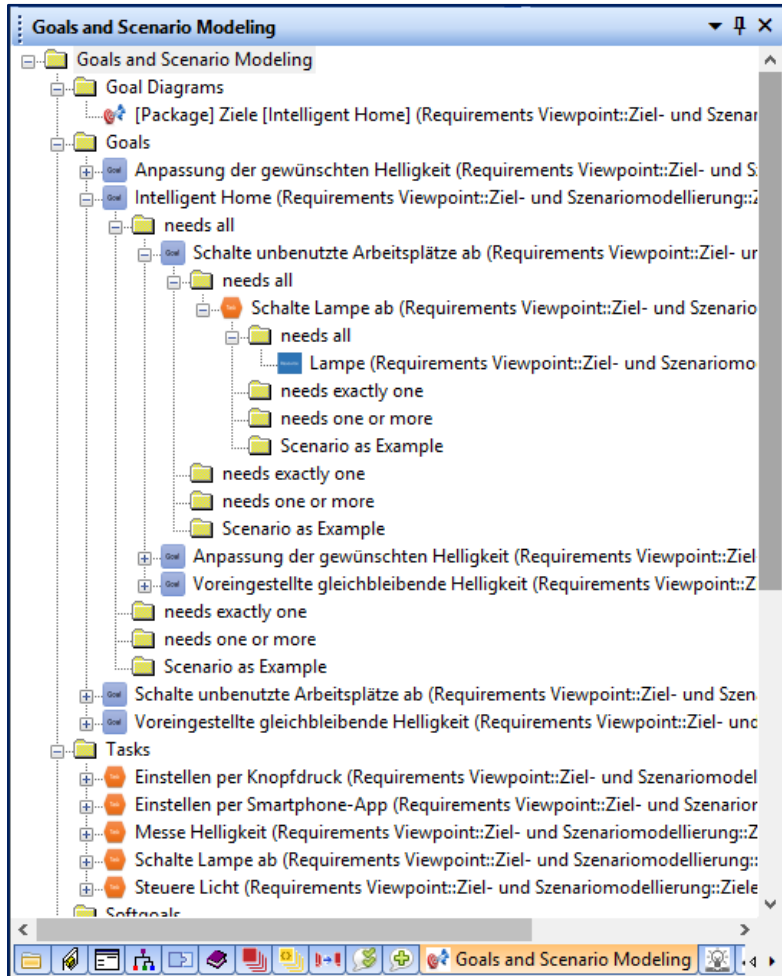 Goals and Scenario Modeling
Goals and Scenario Modeling
Goal Diagrams
[Package] Ziele [Intelligent Home] (Requirements Viewpoint::Ziel- und Szenar
Goals
Goal Anpassung der gewünschten Helligkeit (Requirements Viewpoint::Ziel- und S
Goal Intelligent Home (Requirements Viewpoint::Ziel- und Szenariomodellierung::Z
needs all
Goal Schalte unbenutzte Arbeitsplätze ab (Requirements Viewpoint::Ziel- ur
needs all
Task Schalte Lampe ab (Requirements Viewpoint::Ziel- und Szenario
needs all
Lampe (Requirements Viewpoint::Ziel- und Szenariomo
needs exactly one
needs one or more
Scenario as Example
needs exactly one
needs one or more
Scenario as Example
Goal Anpassung der gewünschten Helligkeit (Requirements Viewpoint::Ziel
Goal Voreingestellte gleichbleibende Helligkeit (Requirements Viewpoint::Z
needs exactly one
needs one or more
Scenario as Example
Goal Schalte unbenutzte Arbeitsplätze ab (Requirements Viewpoint::Ziel- und Szen
Goal Voreingestellte gleichbleibende Helligkeit (Requirements Viewpoint::Ziel- und
Tasks
Task Einstellen per Knopfdruck (Requirements Viewpoint::Ziel- und Szenariomodel
Task Einstellen per Smartphone-App (Requirements Viewpoint::Ziel- und Szenarior
Task Messe Helligkeit (Requirements Viewpoint::Ziel- und Szenariomodellierung::Z
Task Schalte Lampe ab (Requirements Viewpoint::Ziel- und Szenariomodellierung::
Task Steuere Licht (Requirements Viewpoint::Ziel- und Szenariomodellierung::Ziele
Softgoals
Goals and Scenario Modeling